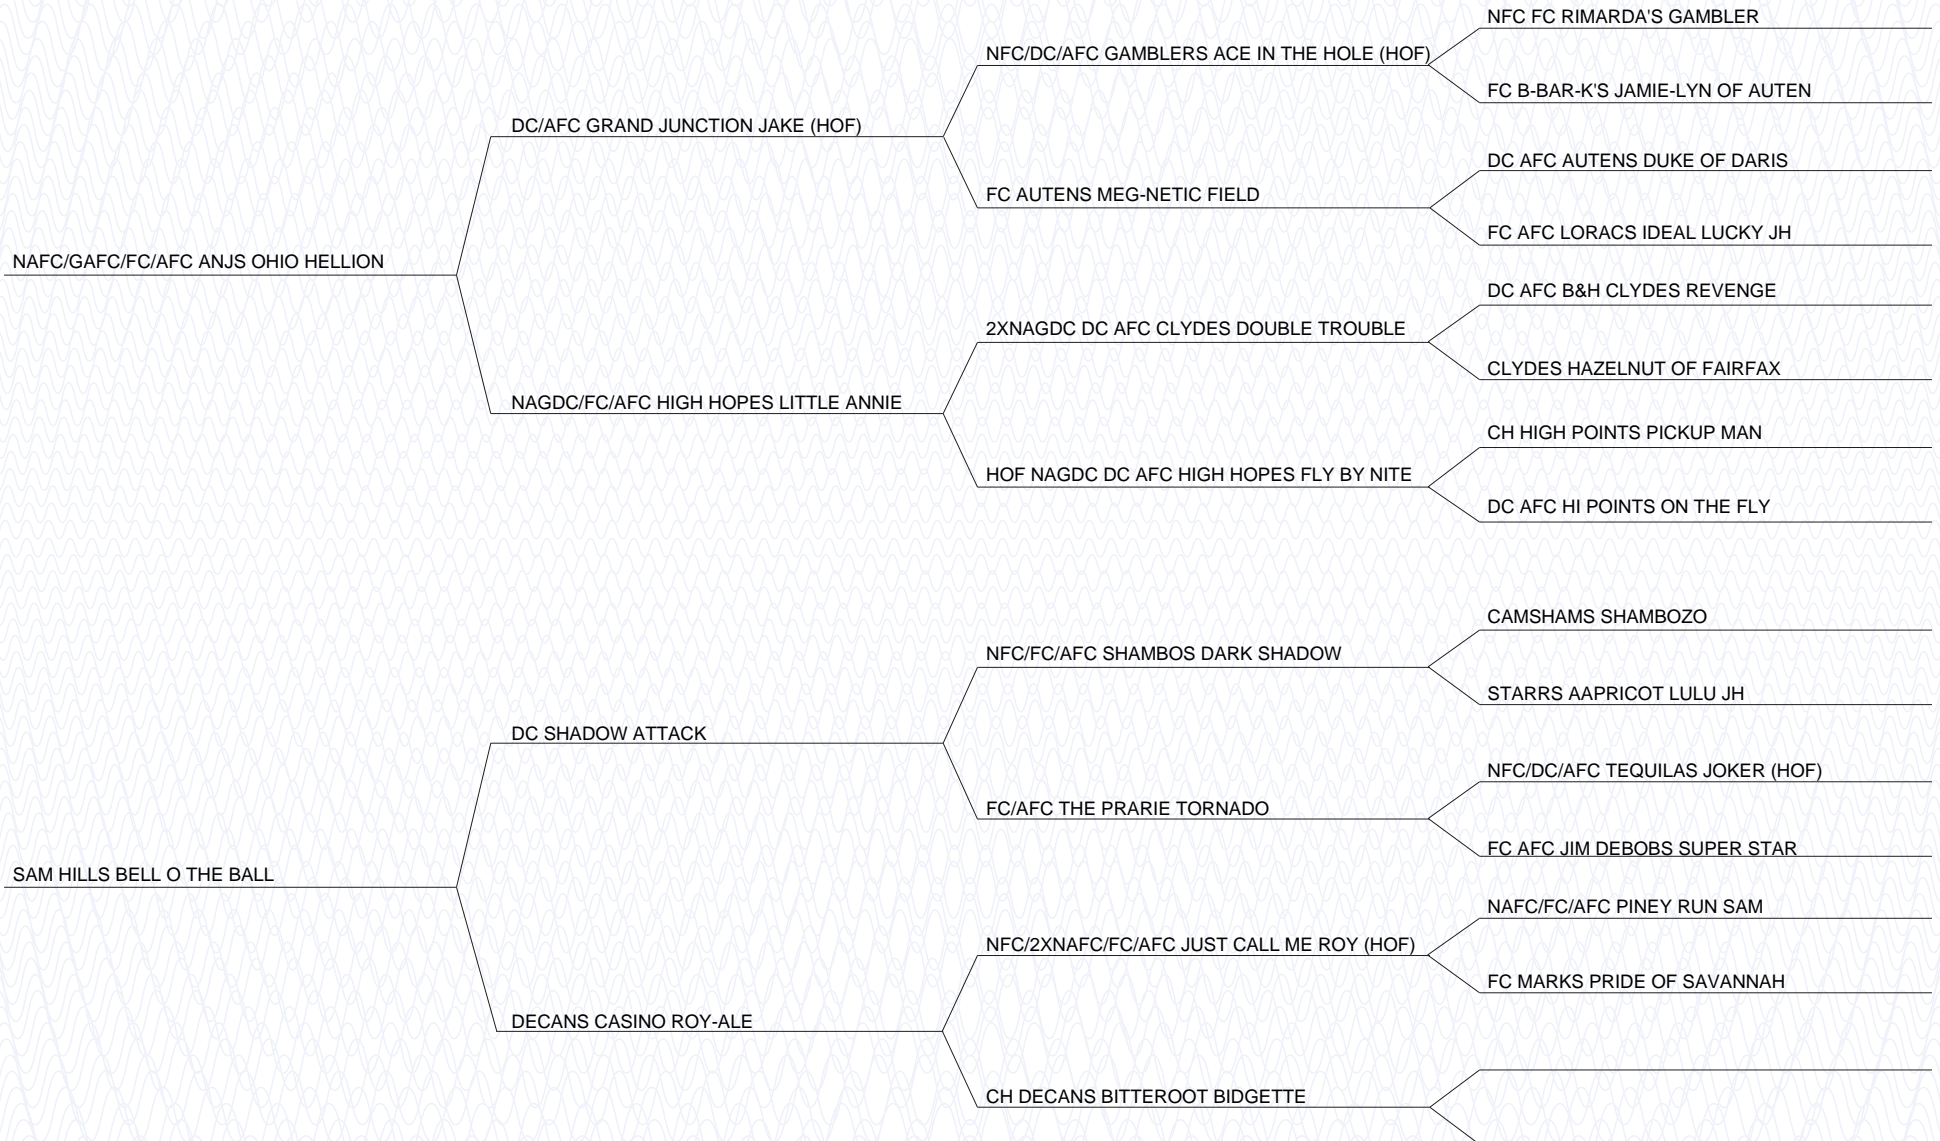 NFC FC RIMARDA'S GAMBLER
NFC/DC/AFC GAMBLERS ACE IN THE HOLE (HOF)
FC B-BAR-K'S JAMIE-LYN OF AUTEN
DC/AFC GRAND JUNCTION JAKE (HOF)
DC AFC AUTENS DUKE OF DARIS
FC AUTENS MEG-NETIC FIELD
FC AFC LORACS IDEAL LUCKY JH
NAFC/GAFC/FC/AFC ANJS OHIO HELLION
DC AFC B&H CLYDES REVENGE
2XNAGDC DC AFC CLYDES DOUBLE TROUBLE
CLYDES HAZELNUT OF FAIRFAX
NAGDC/FC/AFC HIGH HOPES LITTLE ANNIE
CH HIGH POINTS PICKUP MAN
HOF NAGDC DC AFC HIGH HOPES FLY BY NITE
DC AFC HI POINTS ON THE FLY
CAMSHAMS SHAMBOZO
NFC/FC/AFC SHAMBOS DARK SHADOW
STARRS AAPRICOT LULU JH
DC SHADOW ATTACK
NFC/DC/AFC TEQUILAS JOKER (HOF)
FC/AFC THE PRARIE TORNADO
FC AFC JIM DEBOBS SUPER STAR
SAM HILLS BELL O THE BALL
NAFC/FC/AFC PINEY RUN SAM
NFC/2XNAFC/FC/AFC JUST CALL ME ROY (HOF)
FC MARKS PRIDE OF SAVANNAH
DECANS CASINO ROY-ALE
CH DECANS BITTEROOT BIDGETTE